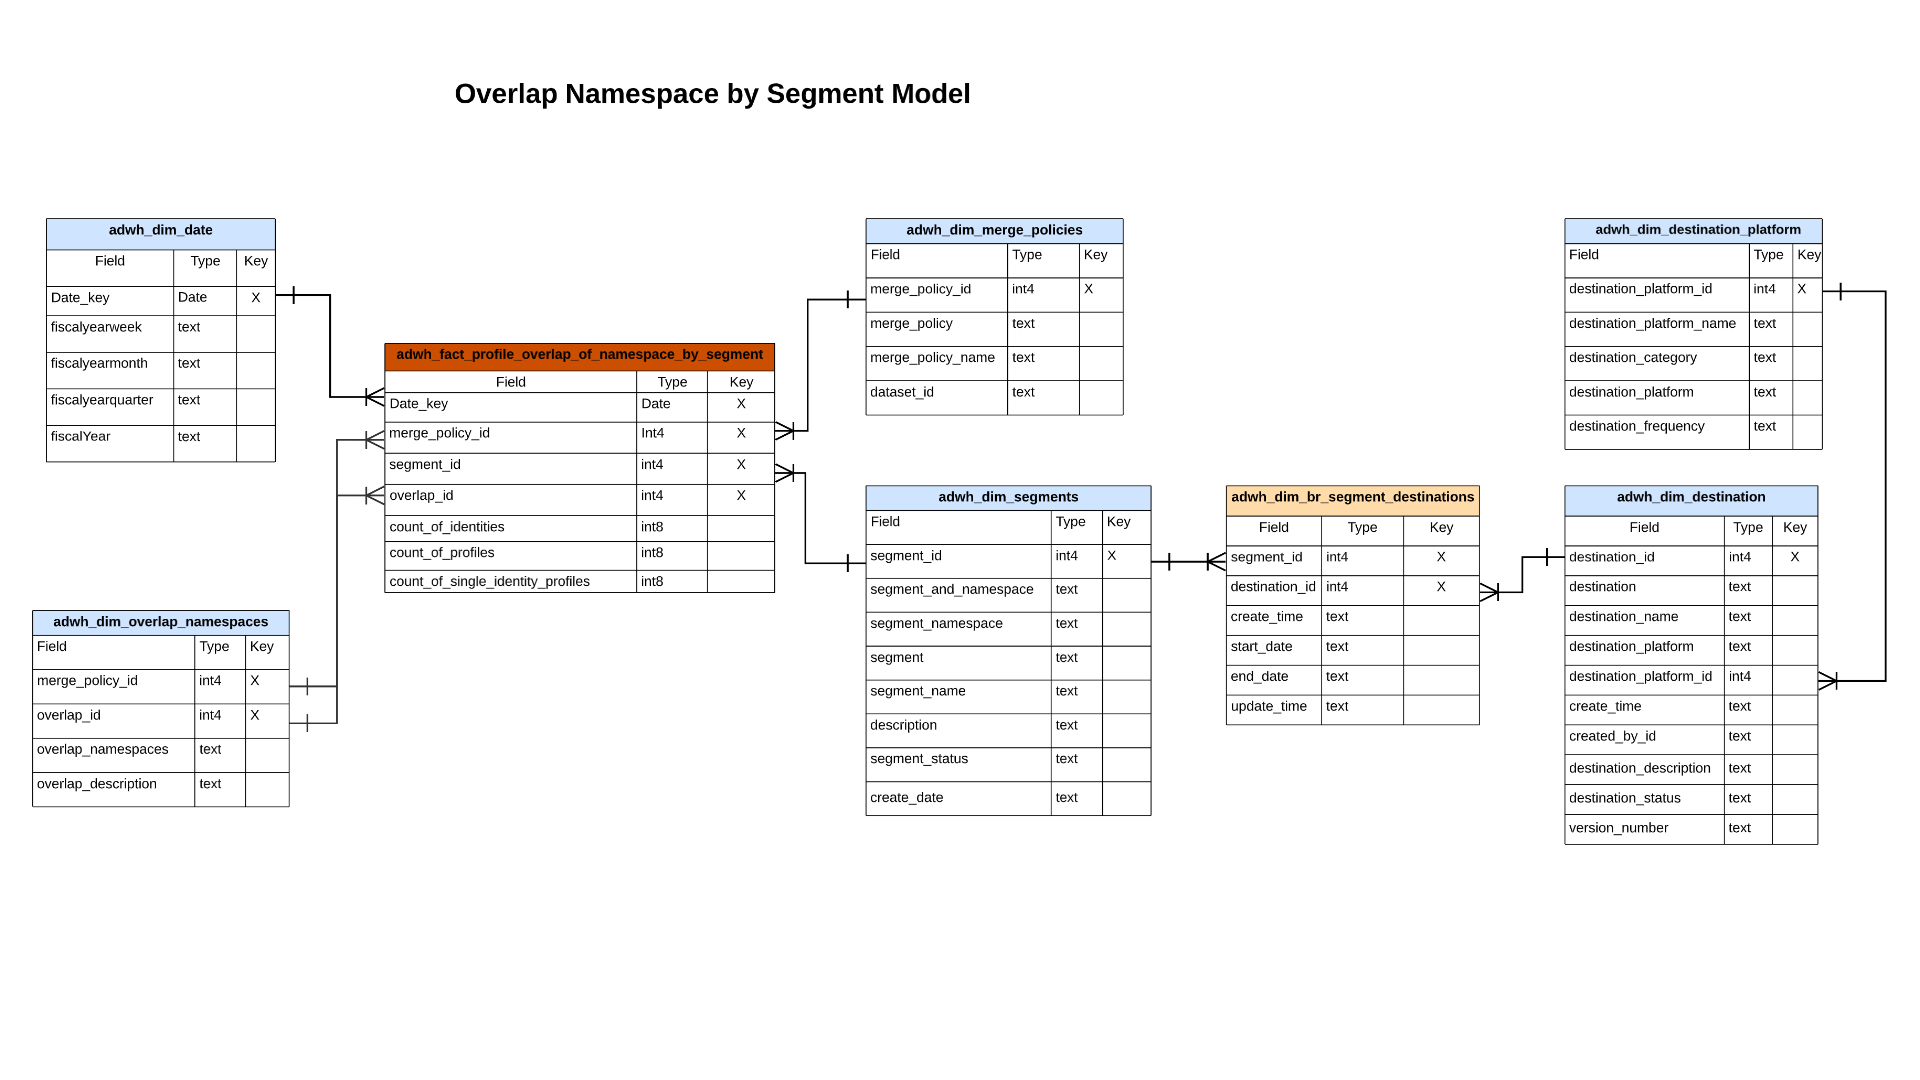 Overlap Namespace by Segment Model
adwh_dim_date
Field Type Key
Date_key Date X
fiscalyearweek text
fiscalyearmonth text
fiscalyearquarter text
fiscalYear text
adwh_fact_profile_overlap_of_namespace_by_segment
Field Type Key
Date_key Date X
merge_policy_id Int4 X
segment_id int4 X
overlap_id int4 X
count_of_identities int8
count_of_profiles int8
count_of_single_identity_profiles int8
adwh_dim_overlap_namespaces
Field Type Key
merge_policy_id int4 X
overlap_id int4 X
overlap_namespaces text
overlap_description text
adwh_dim_merge_policies
Field Type Key
merge_policy_id int4 X
merge_policy text
merge_policy_name text
dataset_id text
adwh_dim_segments
Field Type Key
segment_id int4 X
segment_and_namespace text
segment_namespace text
segment text
segment_name text
description text
segment_status text
create_date text
adwh_dim_br_segment_destinations
Field Type Key
segment_id int4 X
destination_id int4 X
create_time text
start_date text
end_date text
update_time text
adwh_dim_destination_platform
Field Type Key
destination_platform_id int4 X
destination_platform_name text
destination_category text
destination_platform text
destination_frequency text
adwh_dim_destination
Field Type Key
destination_id int4 X
destination text
destination_name text
destination_platform text
destination_platform_id int4
create_time text
created_by_id text
destination_description text
destination_status text
version_number text